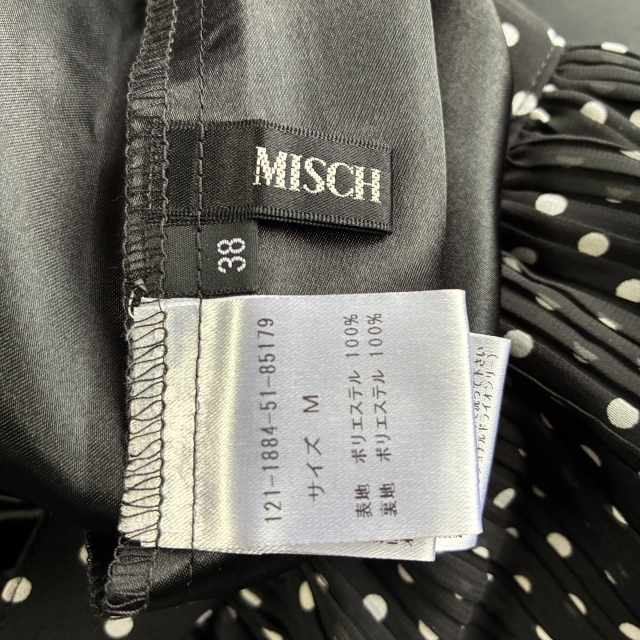 MISCH
38
121-1884-51-85179
サイズ M
表地 ポリエステル 100%
裏地 ポリエステル 100%